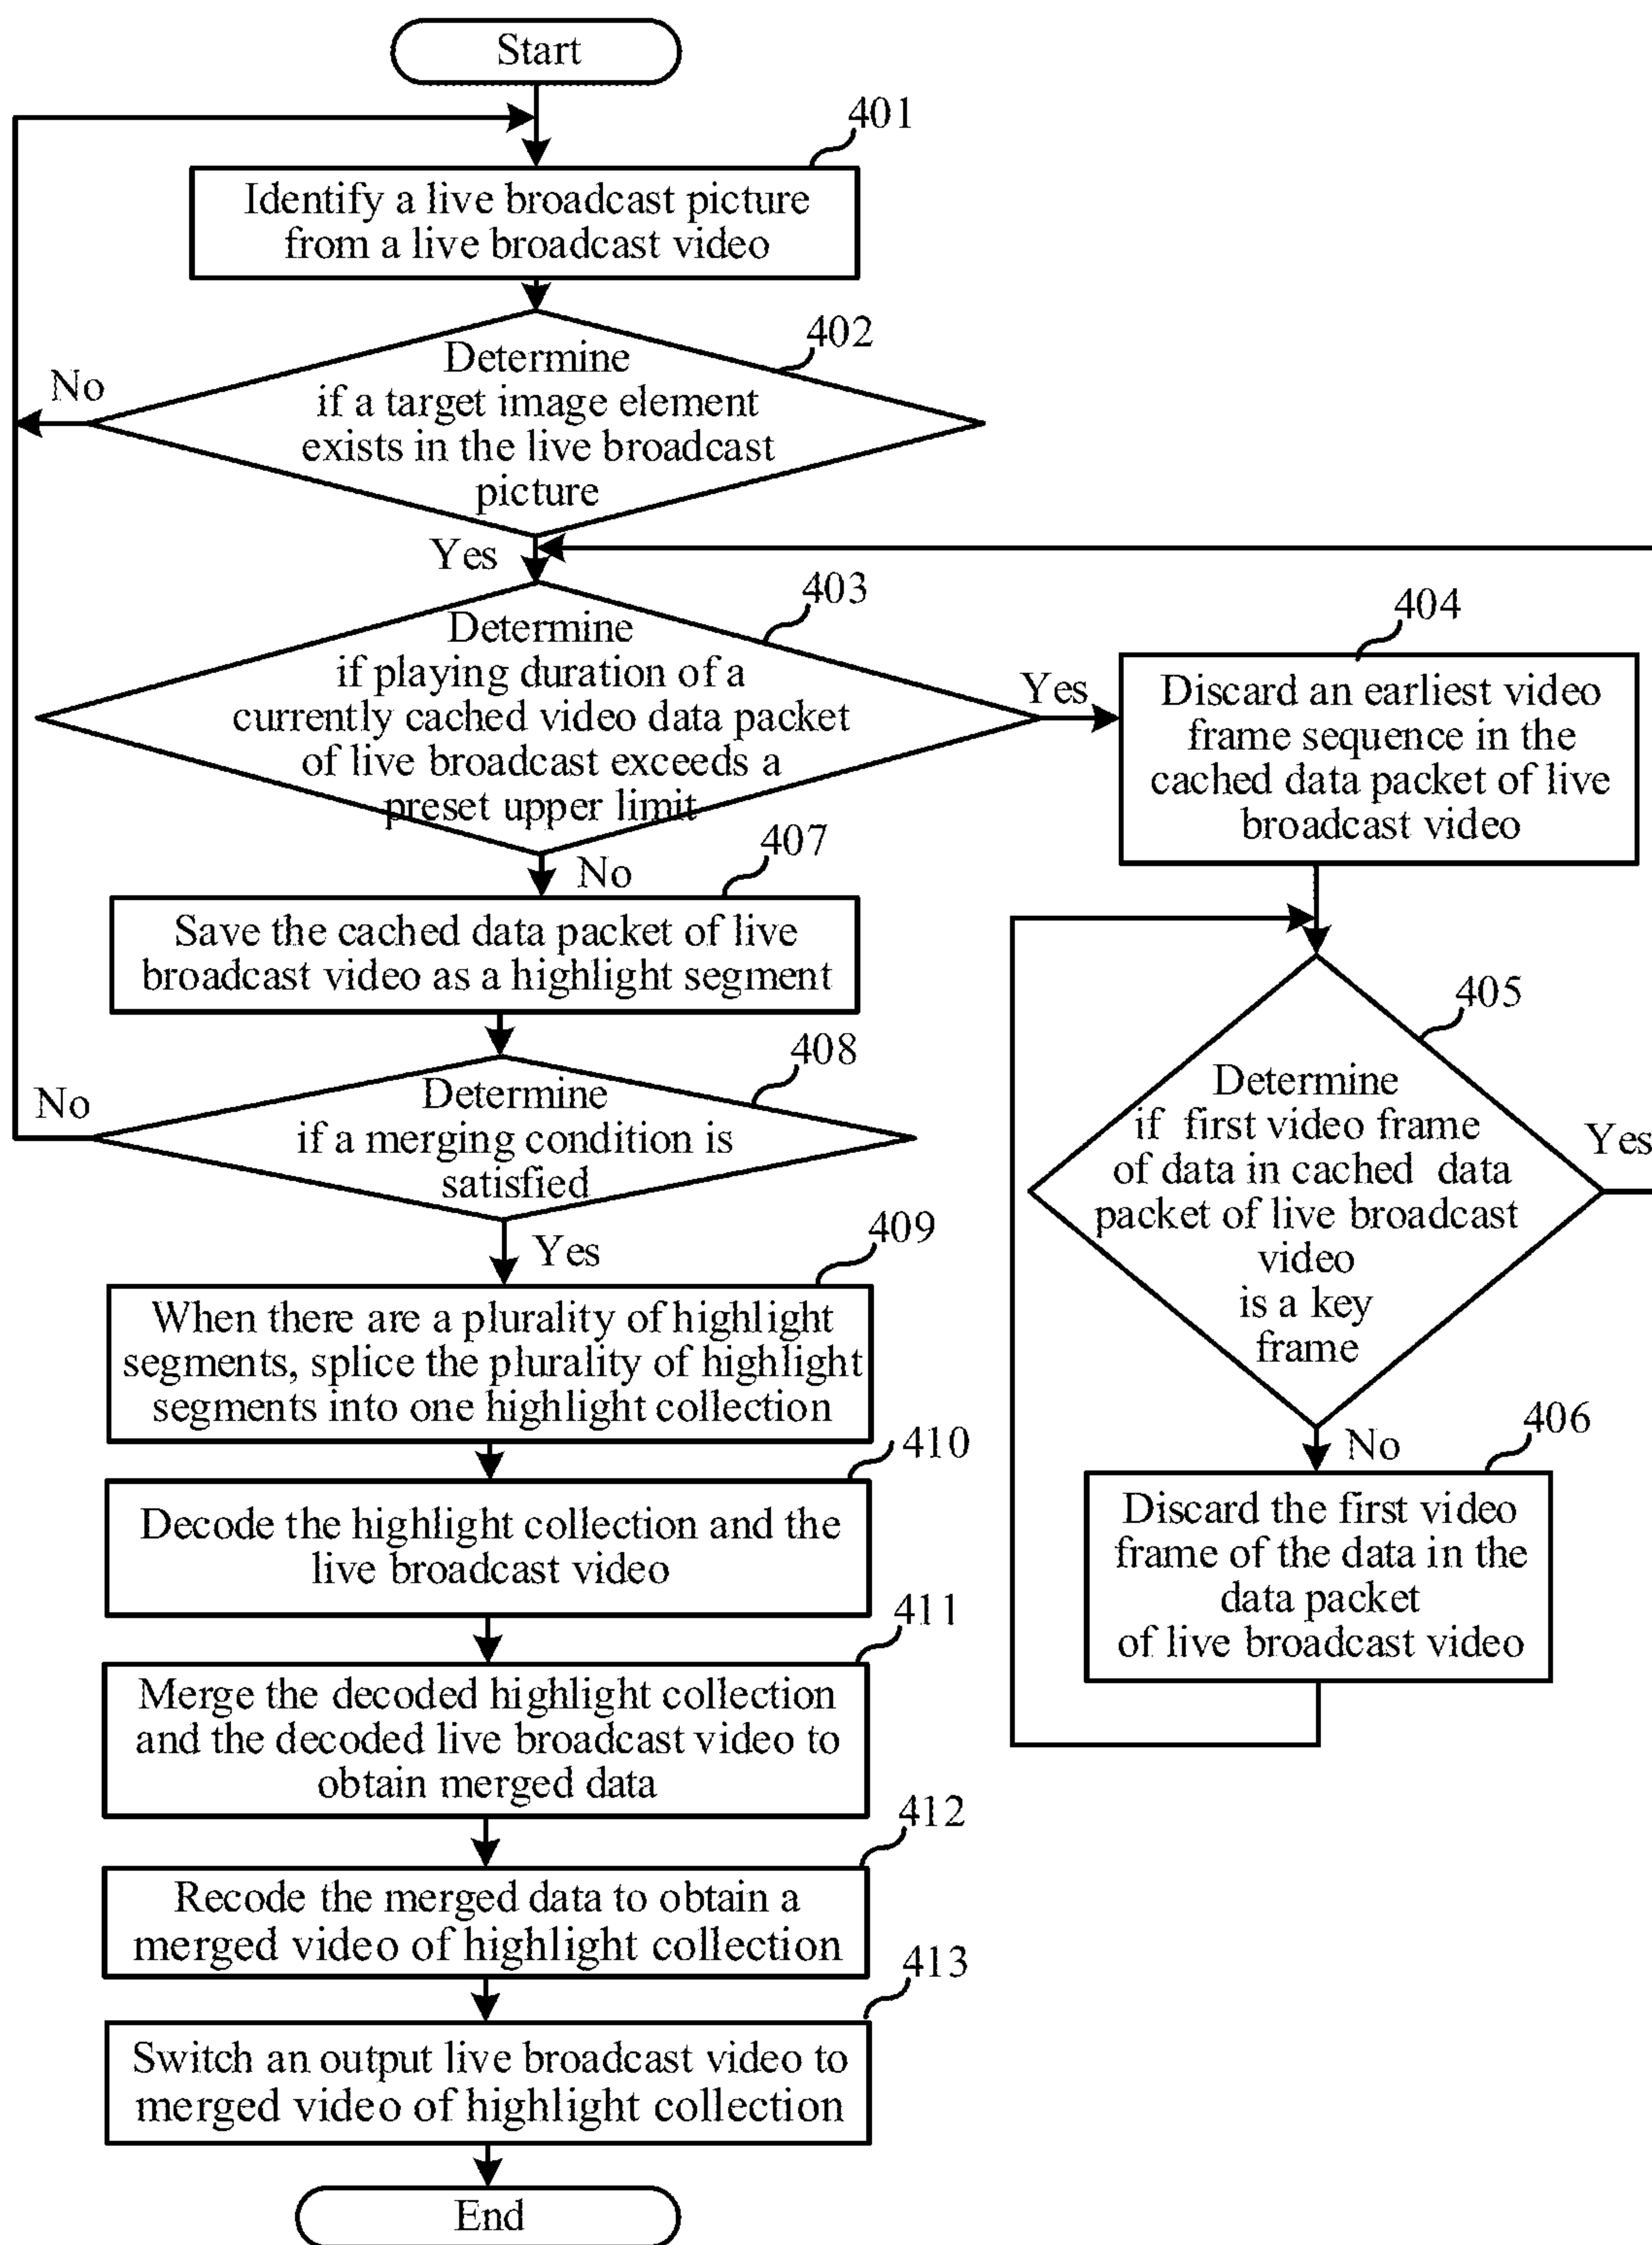 Start
401
Identify a live broadcast picture
from a live broadcast video
402
Determine
if a target image element
exists in the live broadcast
picture
No
Yes
403
Determine
if playing duration of a
currently cached video data packet
of live broadcast exceeds a
preset upper limit
Yes
No
404
Discard an earliest video
frame sequence in the
cached data packet of live
broadcast video
405
Determine
if first video frame
of data in cached data
packet of live broadcast
video
is a key
frame
Yes
No
406
Discard the first video
frame of the data in the
data packet
of live broadcast video
407
Save the cached data packet of live
broadcast video as a highlight segment
408
Determine
if a merging condition is
satisfied
No
Yes
409
When there are a plurality of highlight
segments, splice the plurality of highlight
segments into one highlight collection
410
Decode the highlight collection and the
live broadcast video
411
Merge the decoded highlight collection
and the decoded live broadcast video to
obtain merged data
412
Recode the merged data to obtain a
merged video of highlight collection
413
Switch an output live broadcast video to
merged video of highlight collection
End